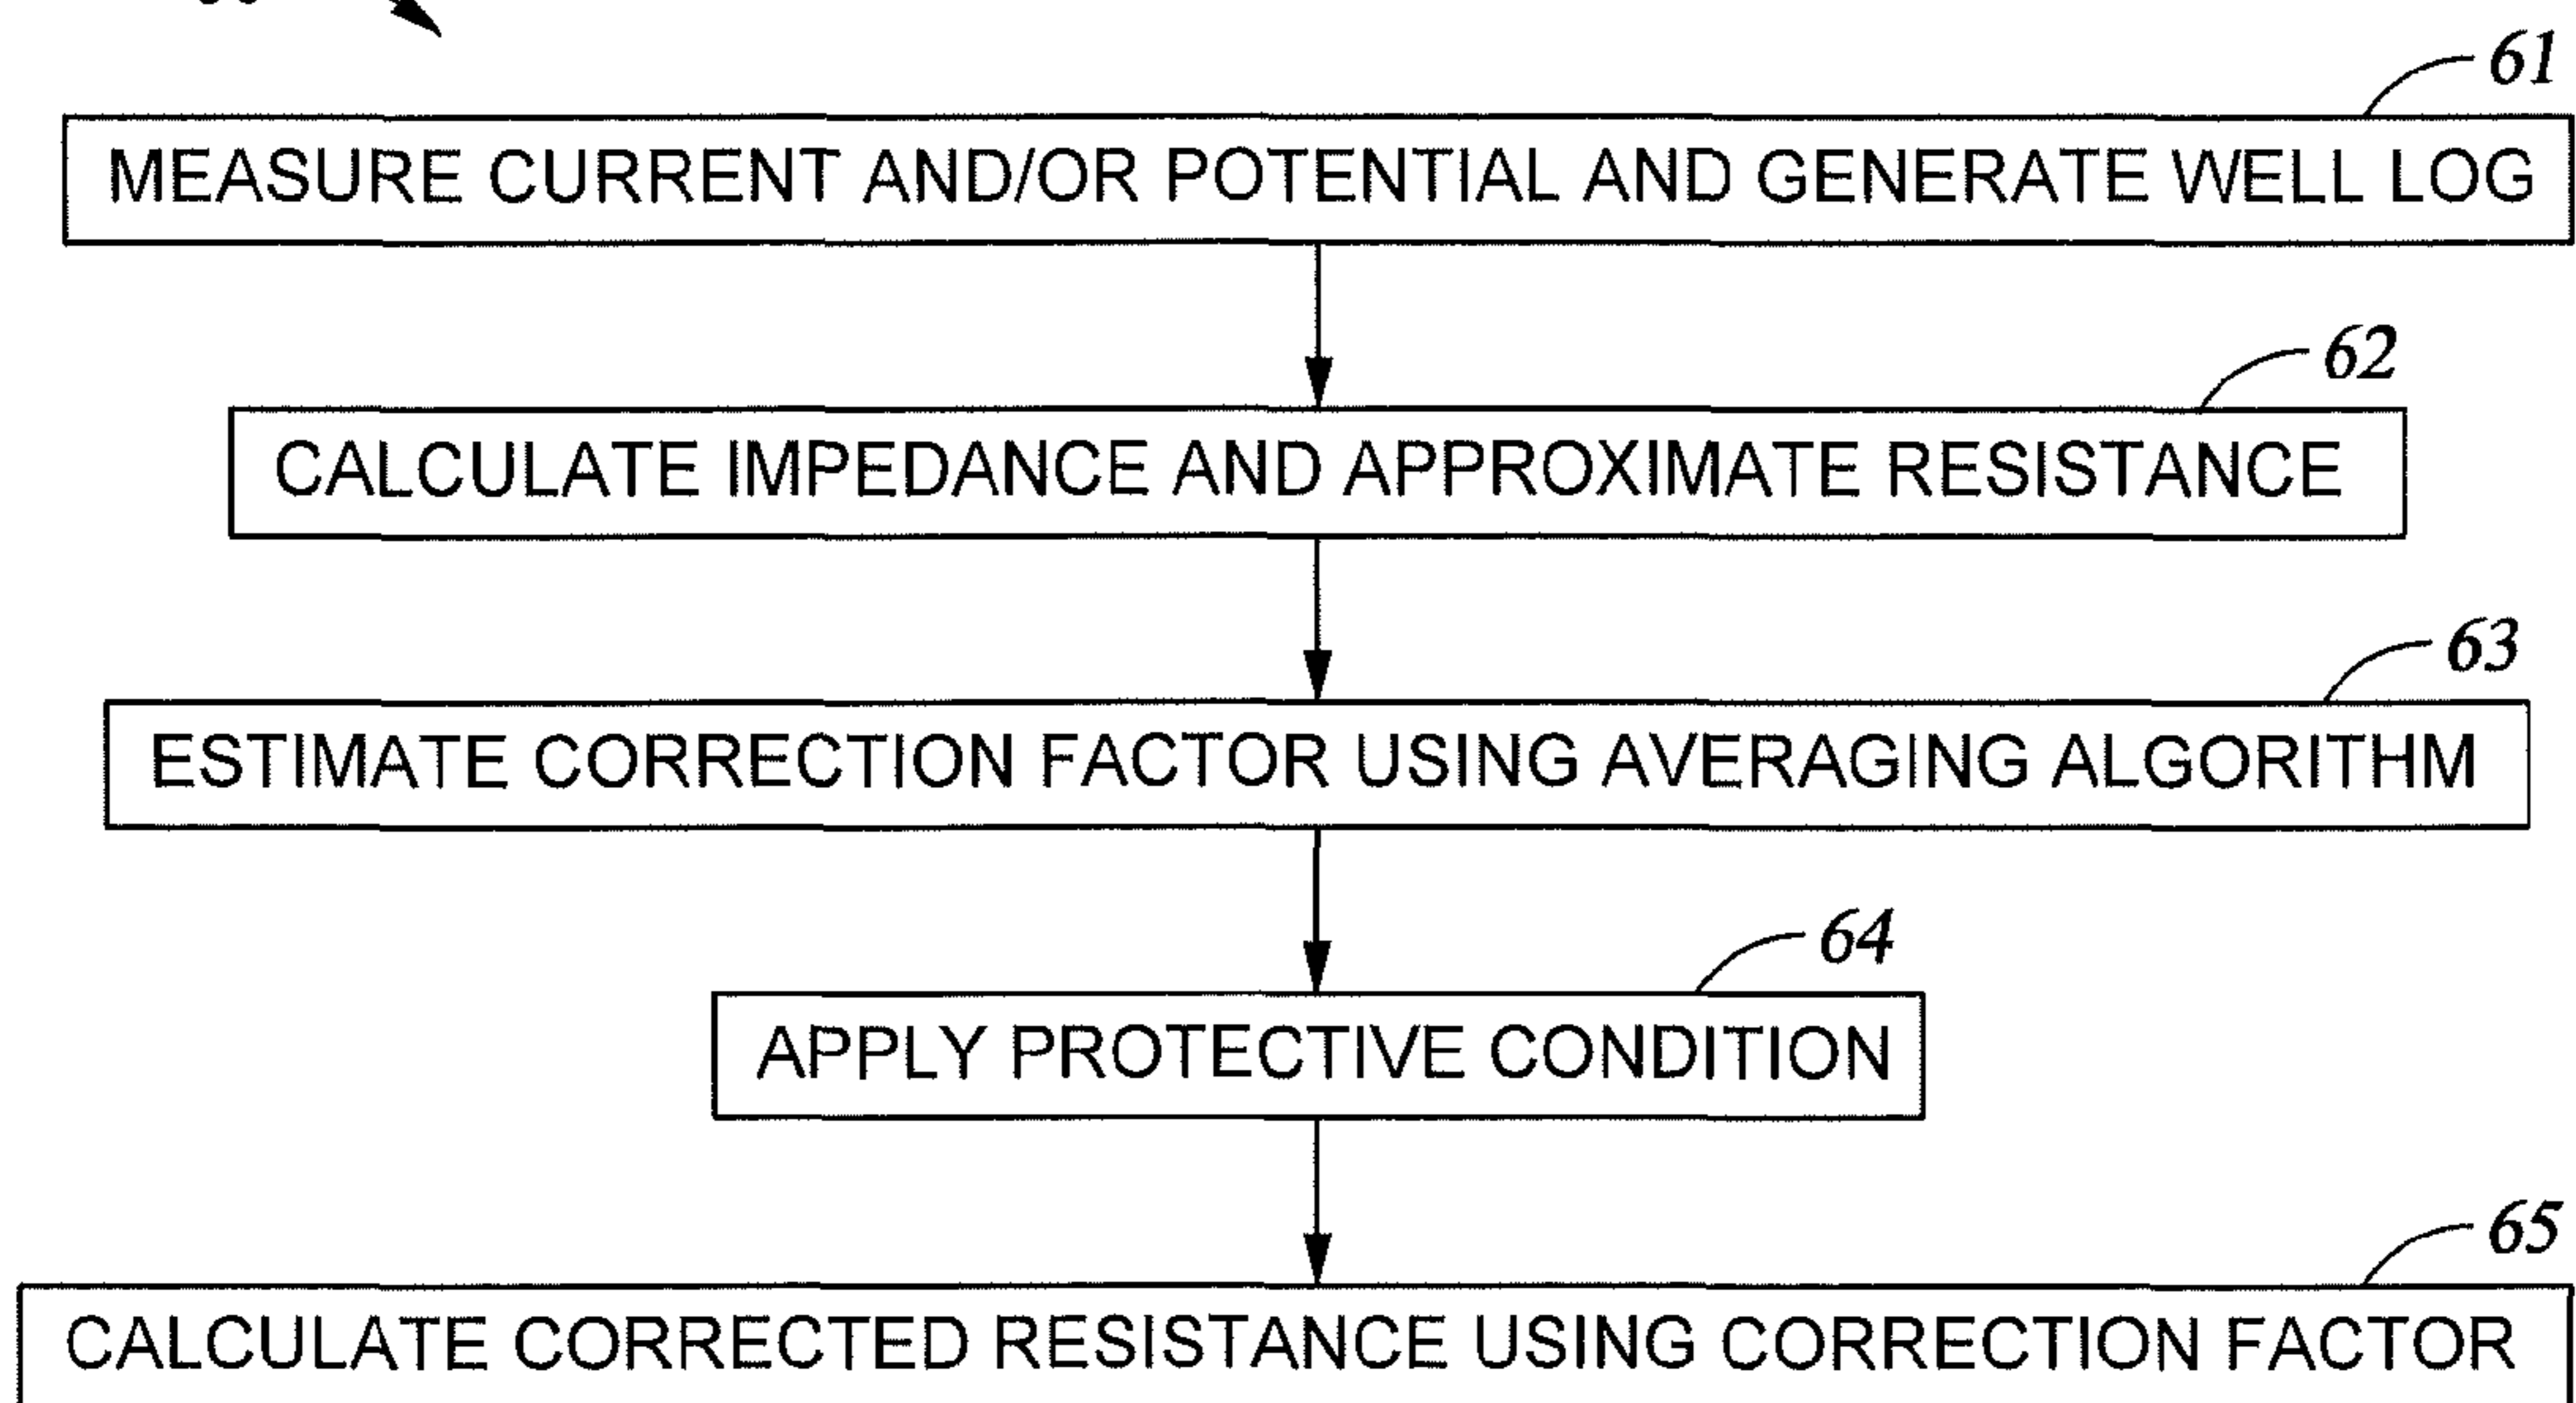 61
MEASURE CURRENT AND/OR POTENTIAL AND GENERATE WELL LOG
62
CALCULATE IMPEDANCE AND APPROXIMATE RESISTANCE
63
ESTIMATE CORRECTION FACTOR USING AVERAGING ALGORITHM
64
APPLY PROTECTIVE CONDITION
65
CALCULATE CORRECTED RESISTANCE USING CORRECTION FACTOR